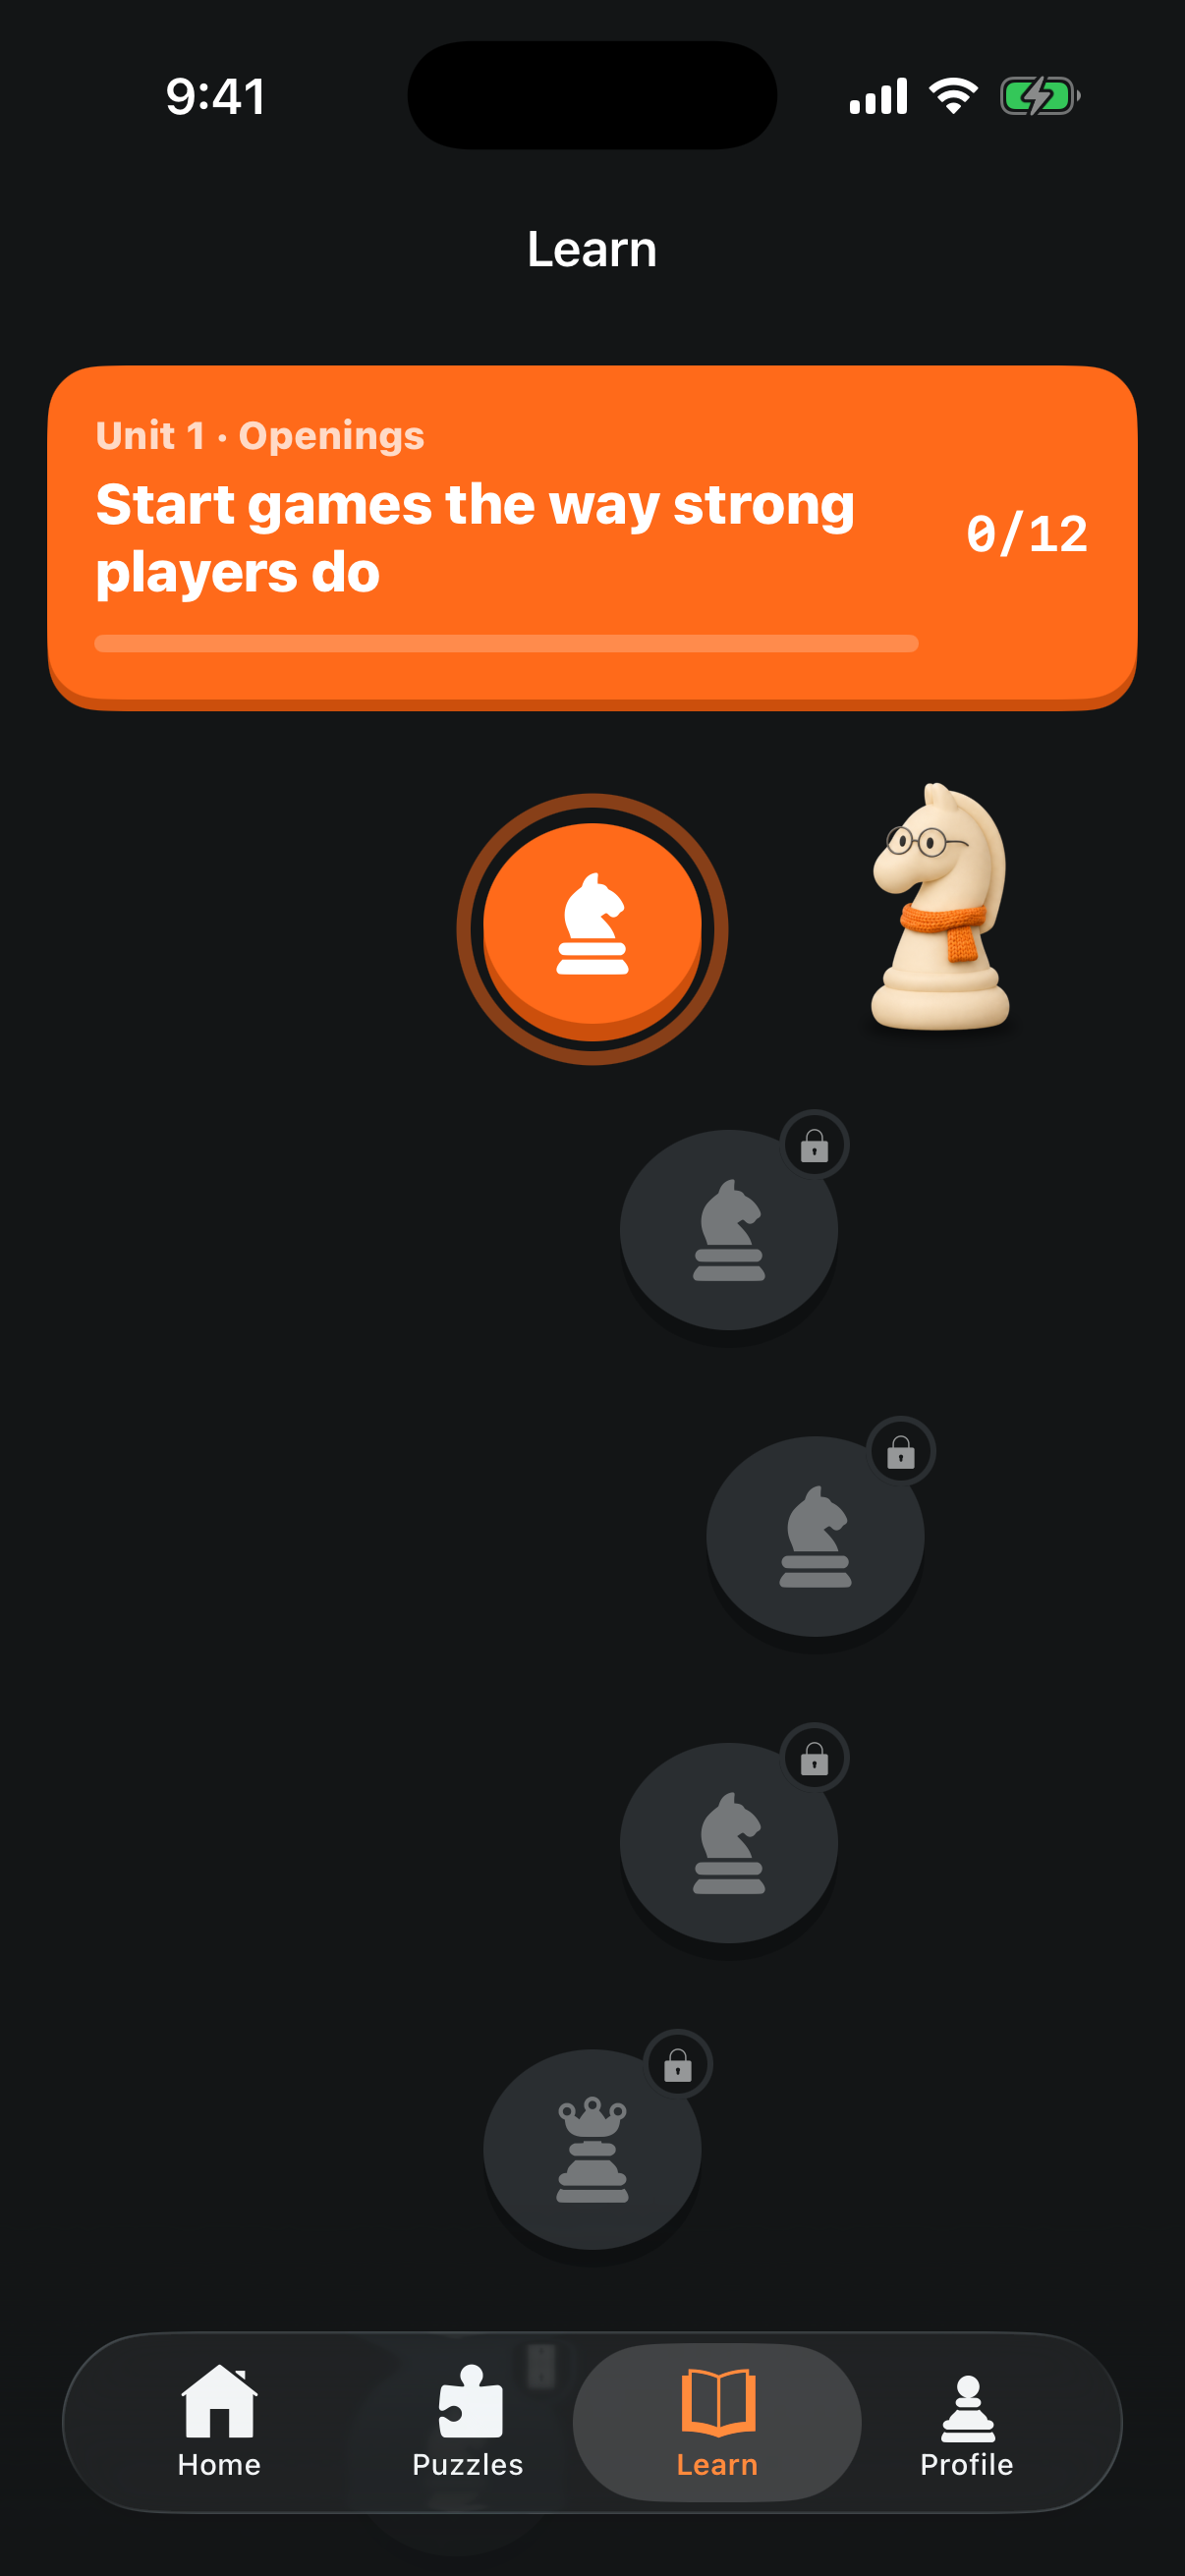 9:41
Learn
Unit 1 · Openings
Start games the way strong
players do
0/12
Home
Puzzles
Learn
Profile